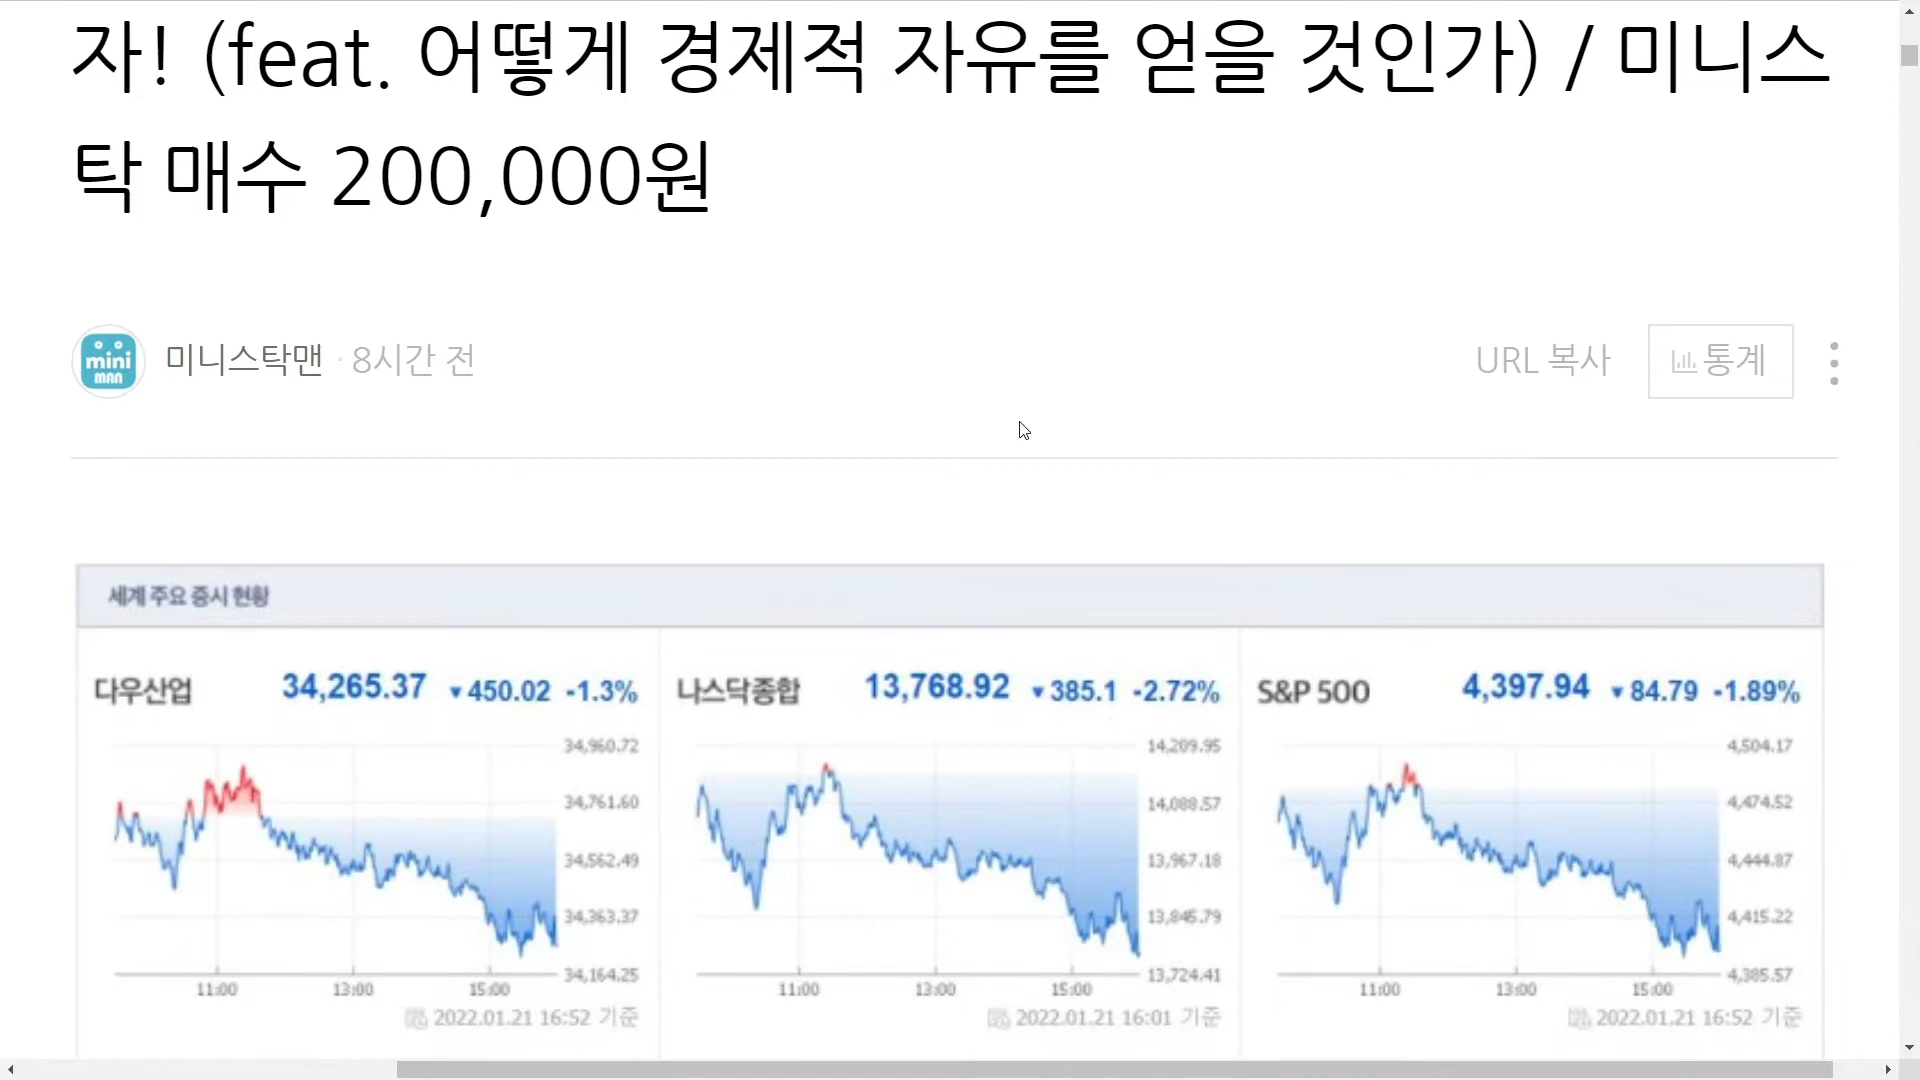 자! (feat. 어떻게 경제적 자유를 얻을 것인가) / 미니스
탁 매수 200,000원
mini
MAN
미니스탁맨 · 8시간 전
URL 복사
통계
세계 주요 증시 현황
다우산업 34,265.37 ▼450.02 -1.3%
34,960.72
34,761.60
34,562.49
34,363.37
34,164.25
11:00 13:00 15:00
2022.01.21 16:52 기준
나스닥종합 13,768.92 ▼385.1 -2.72%
14,209.95
14,088.57
13,967.18
13,845.79
13,724.41
11:00 13:00 15:00
2022.01.21 16:01 기준
S&P 500 4,397.94 ▼84.79 -1.89%
4,504.17
4,474.52
4,444.87
4,415.22
4,385.57
11:00 13:00 15:00
2022.01.21 16:52 기준